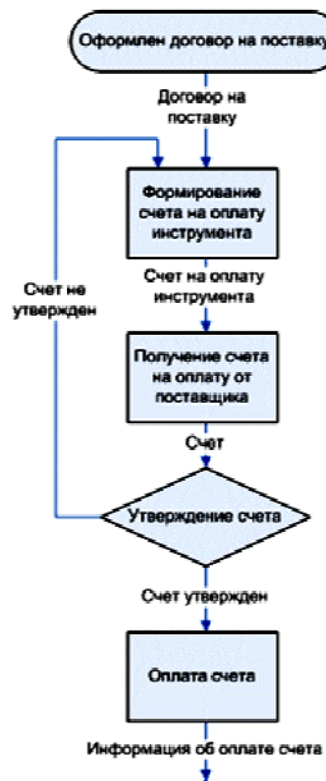 Оформлен договор на поставку
Договор на
поставку
Формирование
счета на оплату
инструмента
Счет на оплату
инструмента
Счет не
утвержден
Получение счета
на оплату от
поставщика
Счет
Утверждение счета
Счет утвержден
Оплата счета
Информация об оплате счета